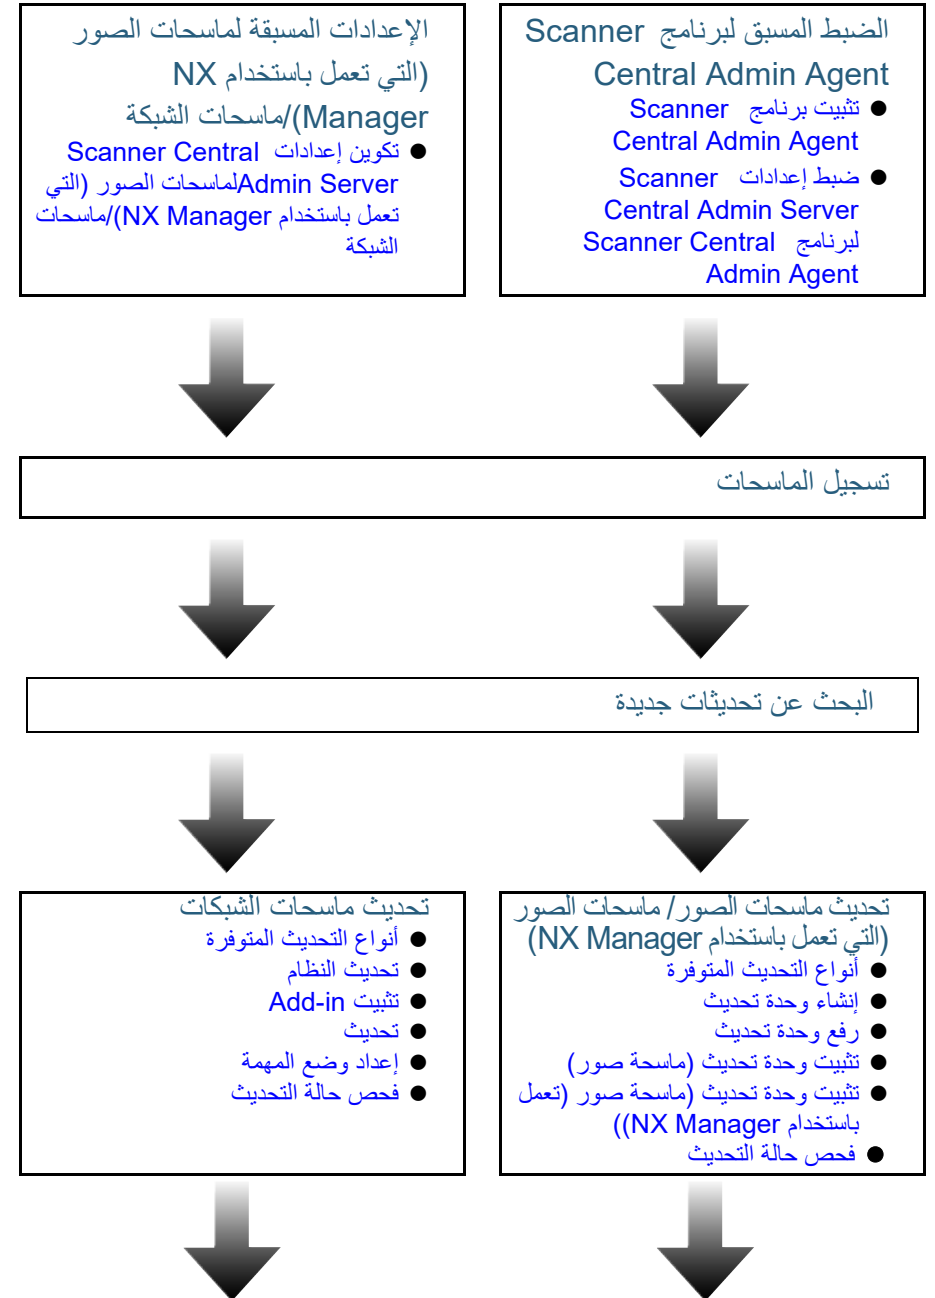 الضبط المسبق لبرنامج Scanner
Central Admin Agent
● تثبيت برنامج Scanner
Central Admin Agent
● ضبط إعدادات Scanner
Central Admin Server
لبرنامج Scanner Central
Admin Agent
الإعدادات المسبقة لماسحات الصور
(التي تعمل باستخدام NX
Manager)/ماسحات الشبكة
● تكوين إعدادات Scanner Central
Admin Serverلماسحات الصور (التي
تعمل باستخدام NX Manager)/ماسحات
الشبكة
تسجيل الماسحات
البحث عن تحديثات جديدة
تحديث ماسحات الصور/ ماسحات الصور
(التي تعمل باستخدام NX Manager)
● أنواع التحديث المتوفرة
● إنشاء وحدة تحديث
● رفع وحدة تحديث
● تثبيت وحدة تحديث (ماسحة صور)
● تثبيت وحدة تحديث (ماسحة صور (تعمل
باستخدام NX Manager))
● فحص حالة التحديث
تحديث ماسحات الشبكات
● أنواع التحديث المتوفرة
● تحديث النظام
● تثبيت Add-in
● تحديث
● إعداد وضع المهمة
● فحص حالة التحديث